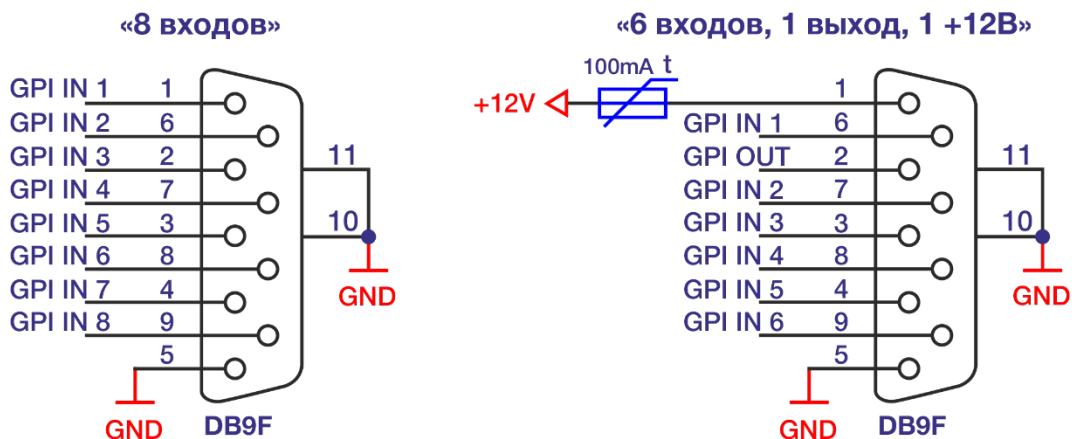 «8 входов»
GPI IN 1 1
GPI IN 2 6
GPI IN 3 2
GPI IN 4 7
GPI IN 5 3
GPI IN 6 8
GPI IN 7 4
GPI IN 8 9
5
11
10
GND
GND
DB9F
«6 входов, 1 выход, 1 +12В»
100mA t
+12V
1
GPI IN 1 6
GPI OUT 2
GPI IN 2 7
GPI IN 3 3
GPI IN 4 8
GPI IN 5 4
GPI IN 6 9
5
11
10
GND
GND
DB9F